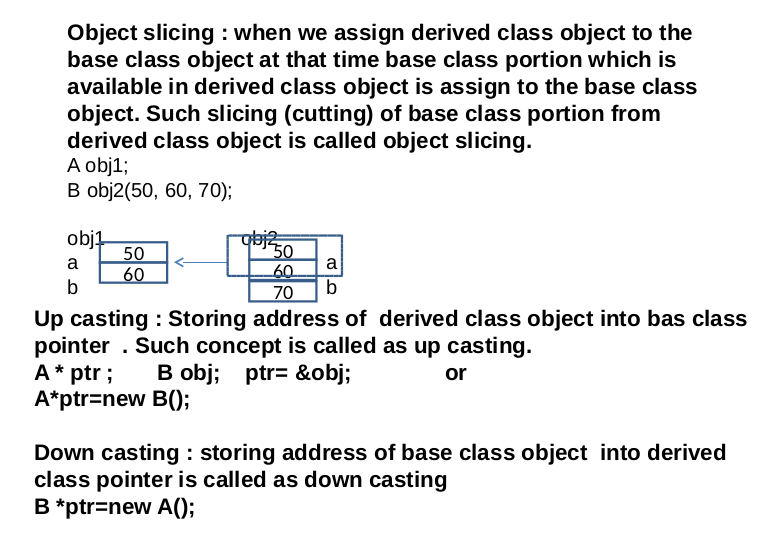 Object slicing : when we assign derived class object to the
base class object at that time base class portion which is
available in derived class object is assign to the base class
object. Such slicing (cutting) of base class portion from
derived class object is called object slicing.
A obj1;
B obj2(50, 60, 70);
obj1 obj2
50 50
a 60 60 a
b 70 b
Up casting : Storing address of derived class object into bas class
pointer . Such concept is called as up casting.
A * ptr ; B obj; ptr= &obj; or
A*ptr=new B();
Down casting : storing address of base class object into derived
class pointer is called as down casting
B *ptr=new A();